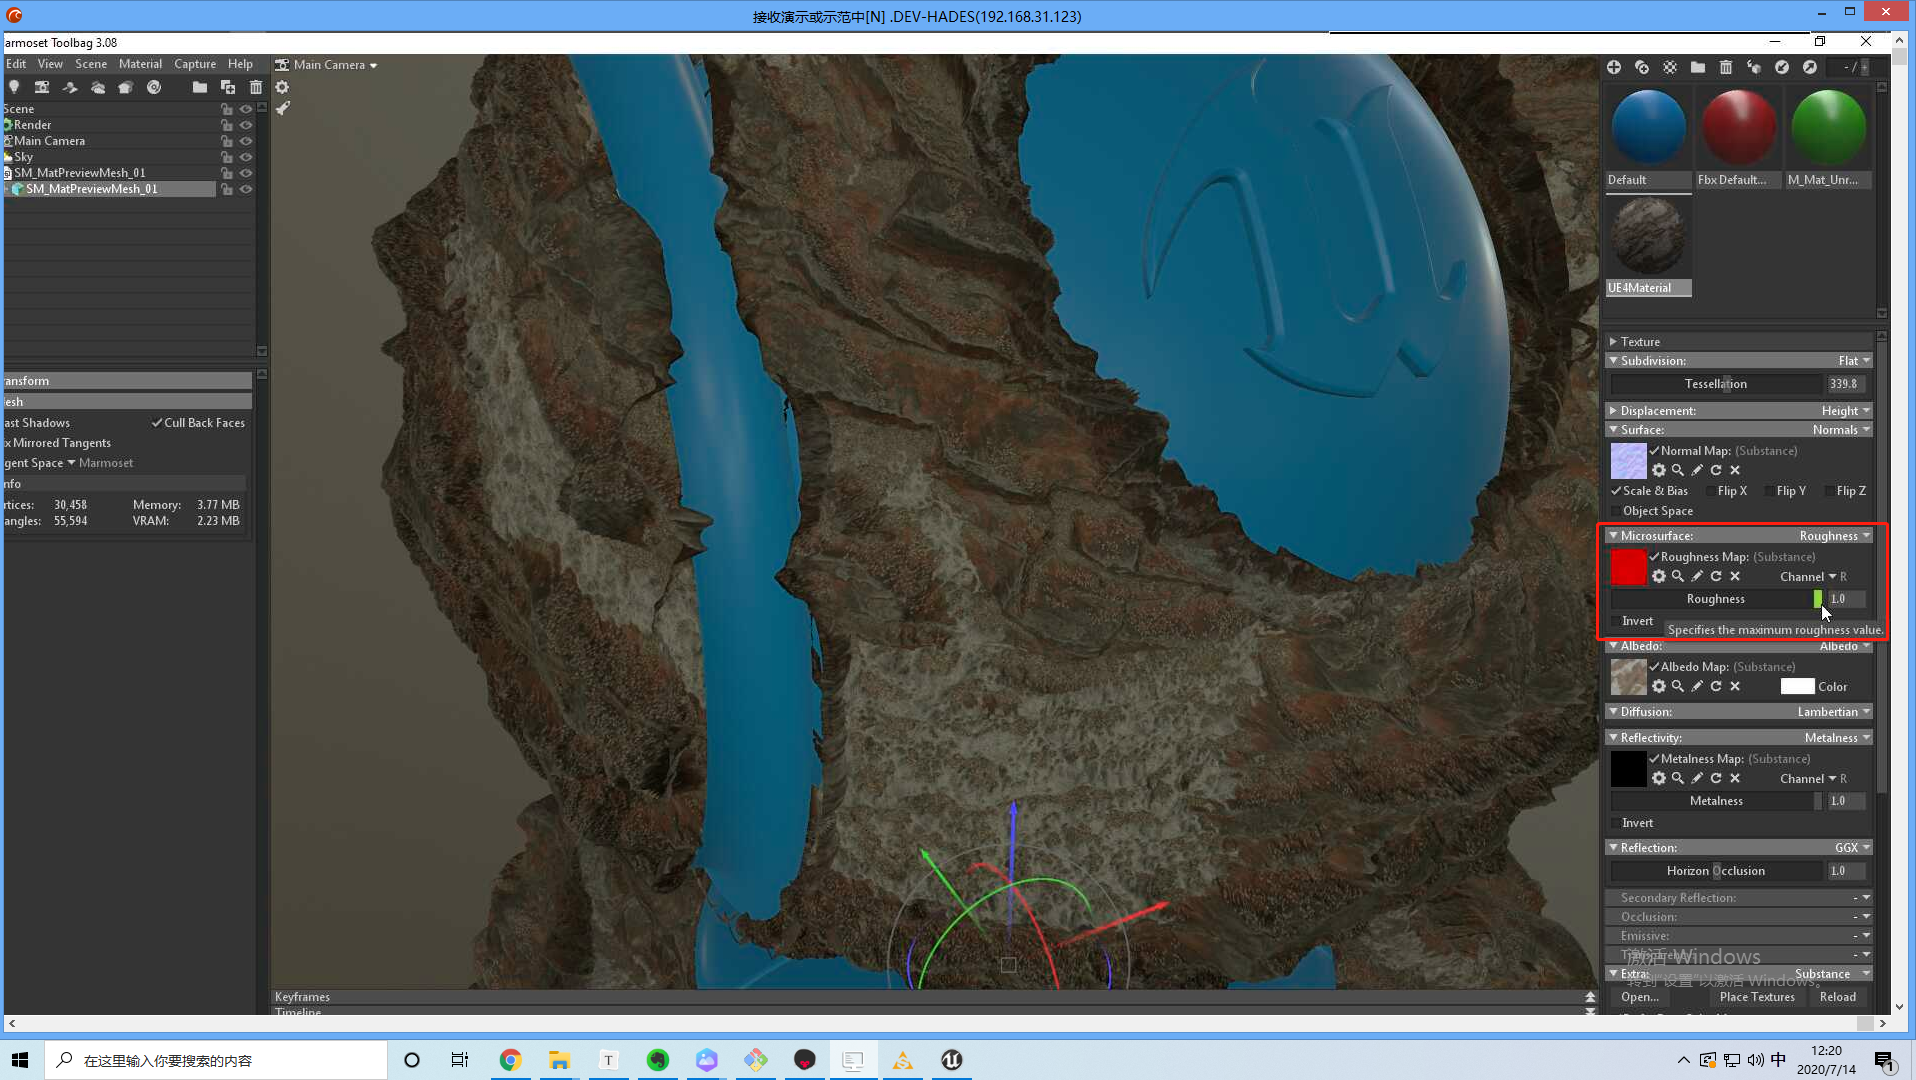 接收演示或示范中[N] .DEV-HADES(192.168.31.123)
armoset Toolbag 3.08
Edit View Scene Material Capture Help
Main Camera
- / +
Scene
Render
Main Camera
Sky
SM_MatPreviewMesh_01
SM_MatPreviewMesh_01
Default
Fbx Default...
M_Mat_Unr...
UE4Material
ransform
esh
ast Shadows
Cull Back Faces
x Mirrored Tangents
gent Space Marmoset
nfo
rtices: 30,458 Memory: 3.77 MB
angles: 55,594 VRAM: 2.23 MB
Texture
Subdivision: Flat
Tessellation 339.8
Displacement: Height
Surface: Normals
Normal Map: (Substance)
Scale & Bias Flip X Flip Y Flip Z
Object Space
Microsurface: Roughness
Roughness Map: (Substance)
Channel R
Roughness 1.0
Invert
Specifies the maximum roughness value.
Albedo: Albedo
Albedo Map: (Substance)
Color
Diffusion: Lambertian
Reflectivity: Metalness
Metalness Map: (Substance)
Channel R
Metalness 1.0
Invert
Reflection: GGX
Horizon Occlusion 1.0
Secondary Reflection: -
Occlusion: -
Emissive: -
激活 Windows
转到"设置"以激活 Windows。
Extra: Substance
Open... Place Textures Reload
Keyframes
Timeline
在这里输入你要搜索的内容
T
中
12:20
2020/7/14
1